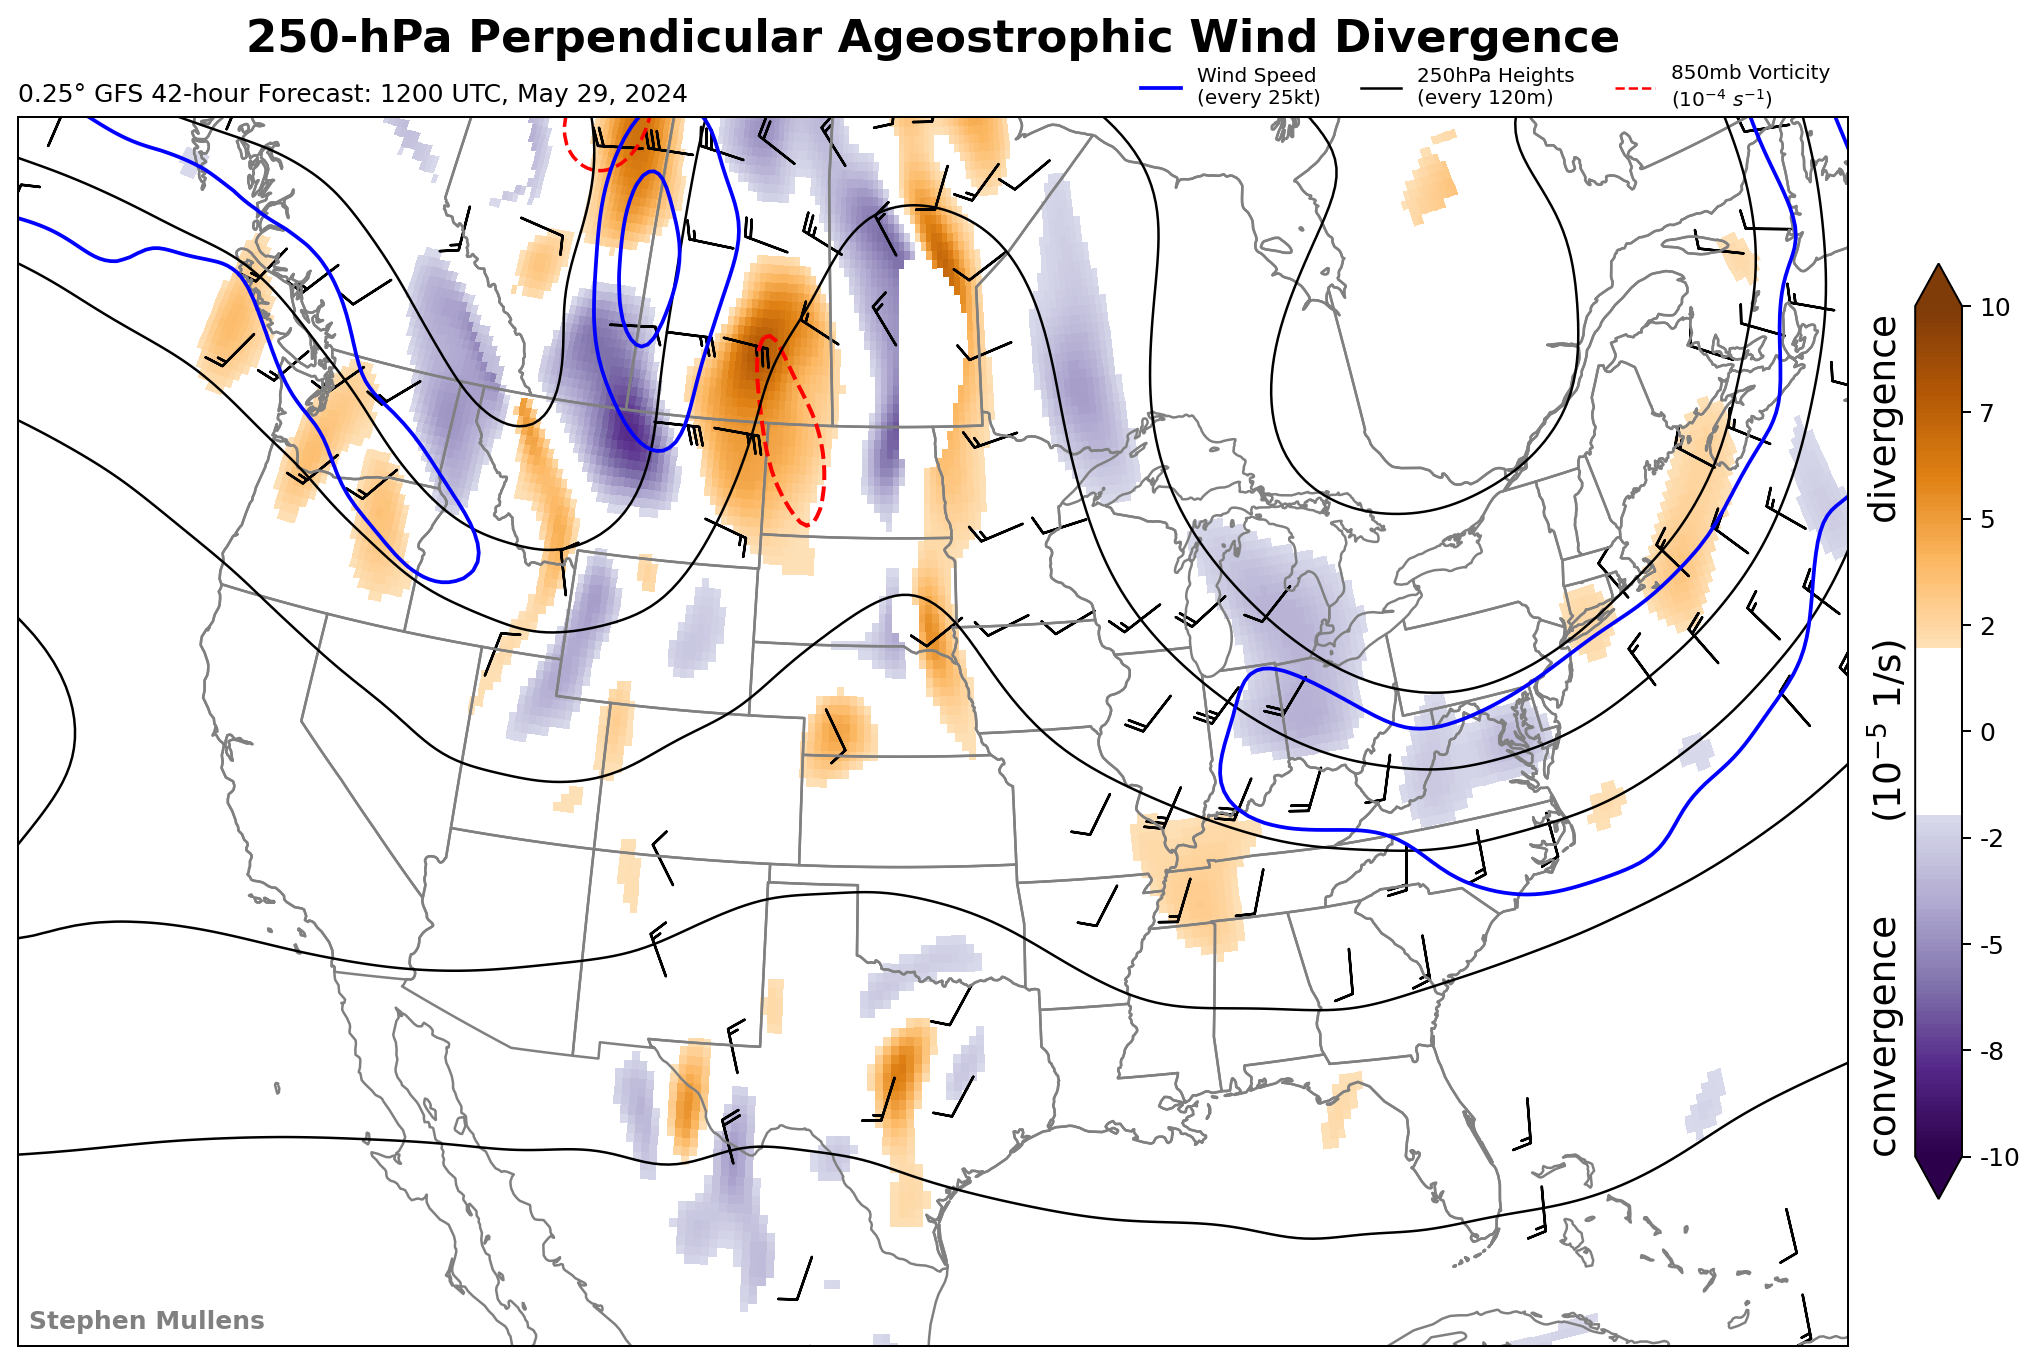 250-hPa Perpendicular Ageostrophic Wind Divergence
0.25° GFS 42-hour Forecast: 1200 UTC, May 29, 2024
Wind Speed
(every 25kt)
250hPa Heights
(every 120m)
850mb Vorticity
(10⁻⁴ s⁻¹)
10
7
5
2
0
-2
-5
-8
-10
convergence (10⁻⁵ 1/s) divergence
Stephen Mullens